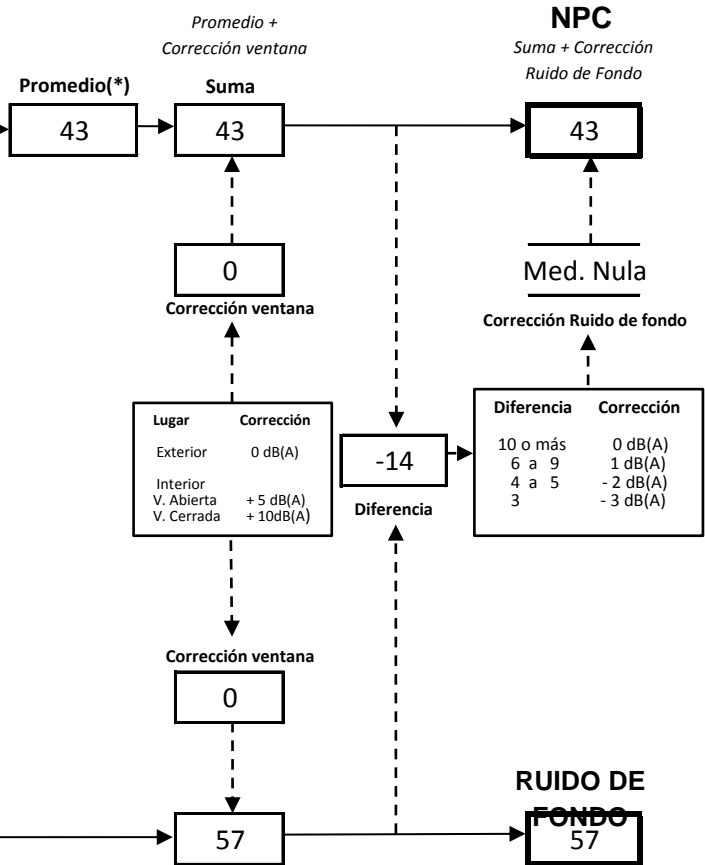 Promedio +
Corrección ventana
NPC
Suma + Corrección
Ruido de Fondo
Promedio(*)
Suma
43
43
43
0
Corrección ventana
Med. Nula
Corrección Ruido de fondo
Lugar Corrección
Exterior 0 dB(A)
Interior
V. Abierta + 5 dB(A)
V. Cerrada + 10dB(A)
-14
Diferencia
Diferencia Corrección
10 o más 0 dB(A)
6 a 9 1 dB(A)
4 a 5 - 2 dB(A)
3 - 3 dB(A)
Corrección ventana
0
57
RUIDO DE
FONDO
57